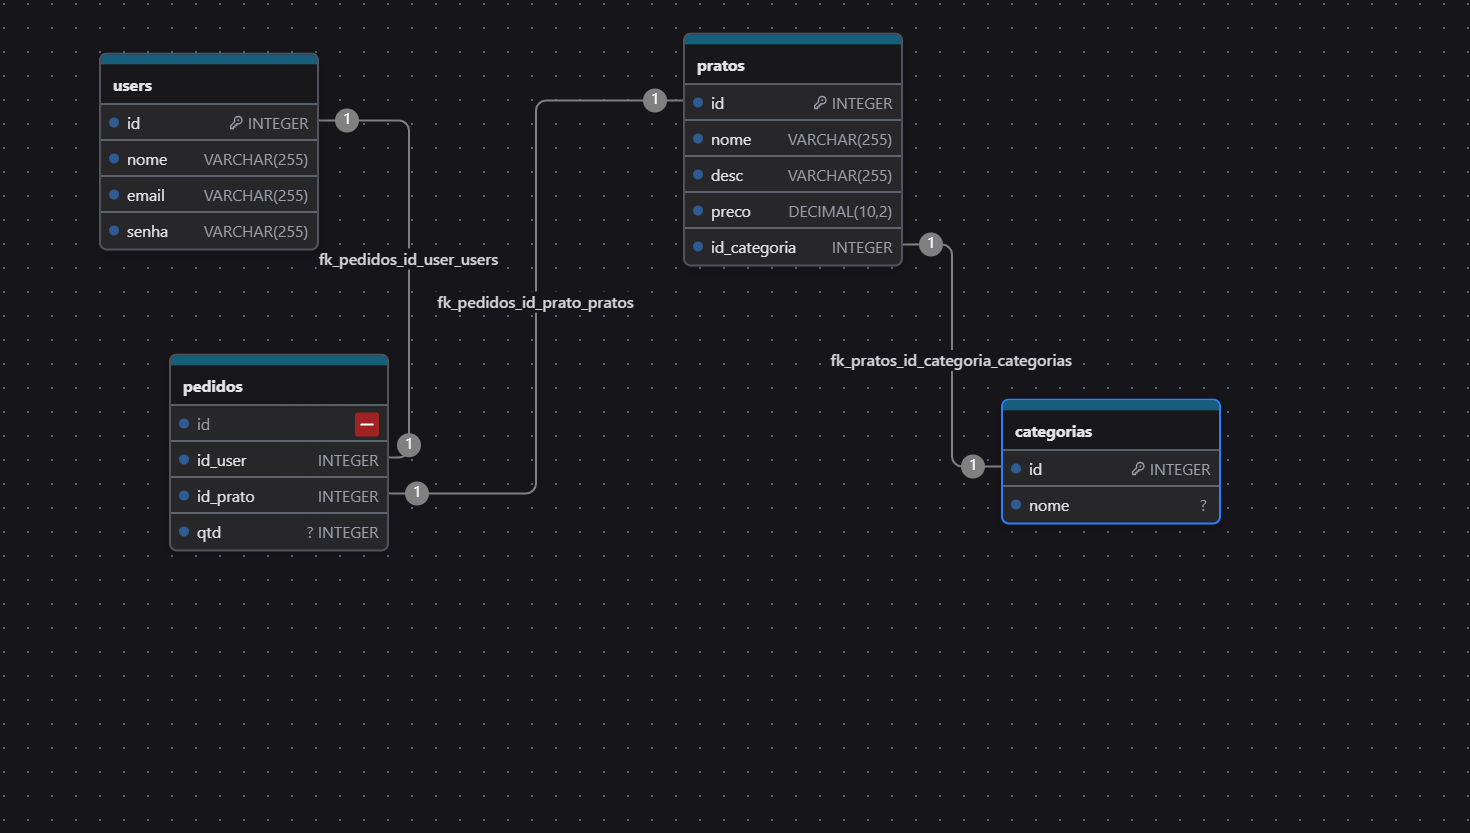 users
id INTEGER
nome VARCHAR(255)
email VARCHAR(255)
senha VARCHAR(255)
1
fk_pedidos_id_user_users
1
pratos
id INTEGER
nome VARCHAR(255)
desc VARCHAR(255)
preco DECIMAL(10,2)
id_categoria INTEGER
1
1
fk_pedidos_id_prato_pratos
1
fk_pratos_id_categoria_categorias
1
pedidos
id
id_user INTEGER
id_prato INTEGER
qtd ? INTEGER
categorias
id INTEGER
nome ?